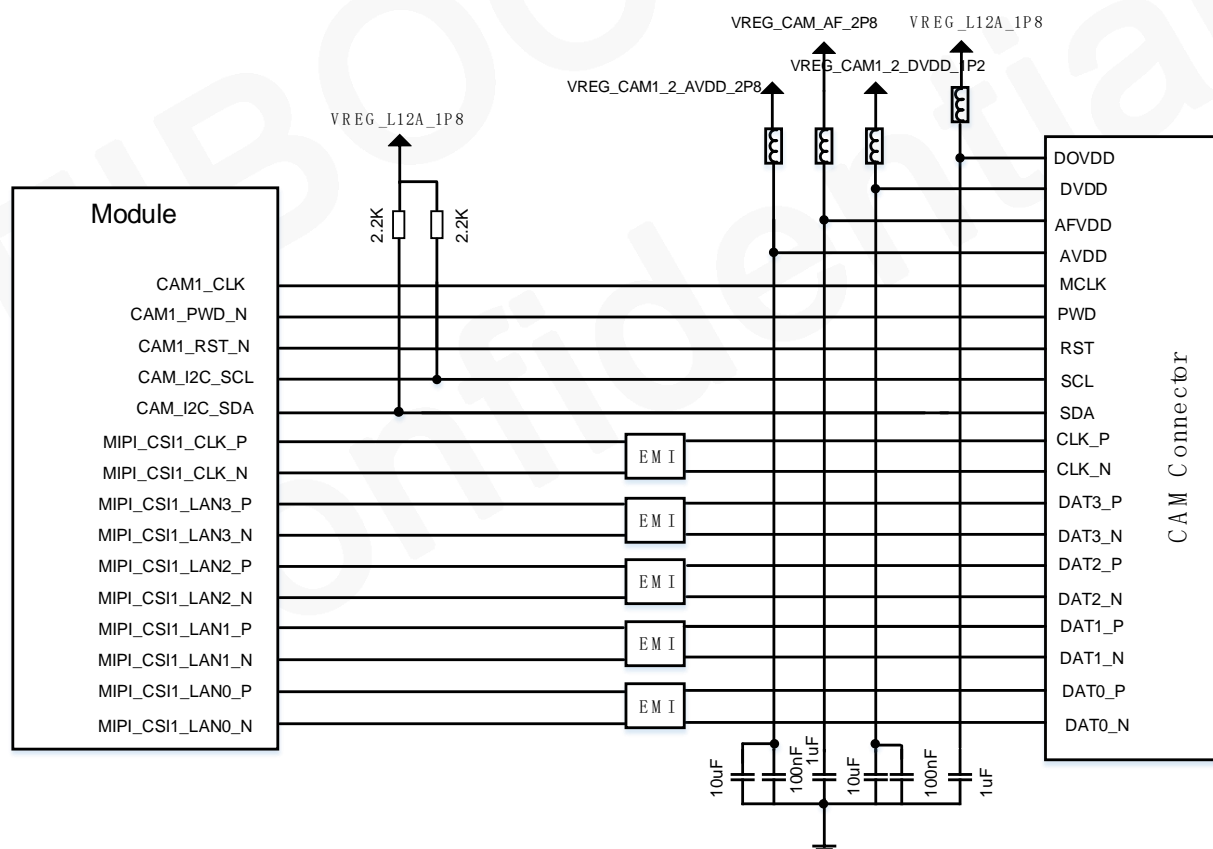 VREG_CAM_AF_2P8
VREG_L12A_1P8
VREG_CAM1_2_DVDD_1P2
VREG_CAM1_2_AVDD_2P8
VREG_L12A_1P8
2.2K
2.2K
Module
CAM1_CLK
CAM1_PWD_N
CAM1_RST_N
CAM_I2C_SCL
CAM_I2C_SDA
MIPI_CSI1_CLK_P
MIPI_CSI1_CLK_N
MIPI_CSI1_LAN3_P
MIPI_CSI1_LAN3_N
MIPI_CSI1_LAN2_P
MIPI_CSI1_LAN2_N
MIPI_CSI1_LAN1_P
MIPI_CSI1_LAN1_N
MIPI_CSI1_LAN0_P
MIPI_CSI1_LAN0_N
EMI
EMI
EMI
EMI
EMI
DOVDD
DVDD
AFVDD
AVDD
MCLK
PWD
RST
SCL
SDA
CLK_P
CLK_N
DAT3_P
DAT3_N
DAT2_P
DAT2_N
DAT1_P
DAT1_N
DAT0_P
DAT0_N
CAM Connector
10uF
100nF
1uF
10uF
100nF
1uF